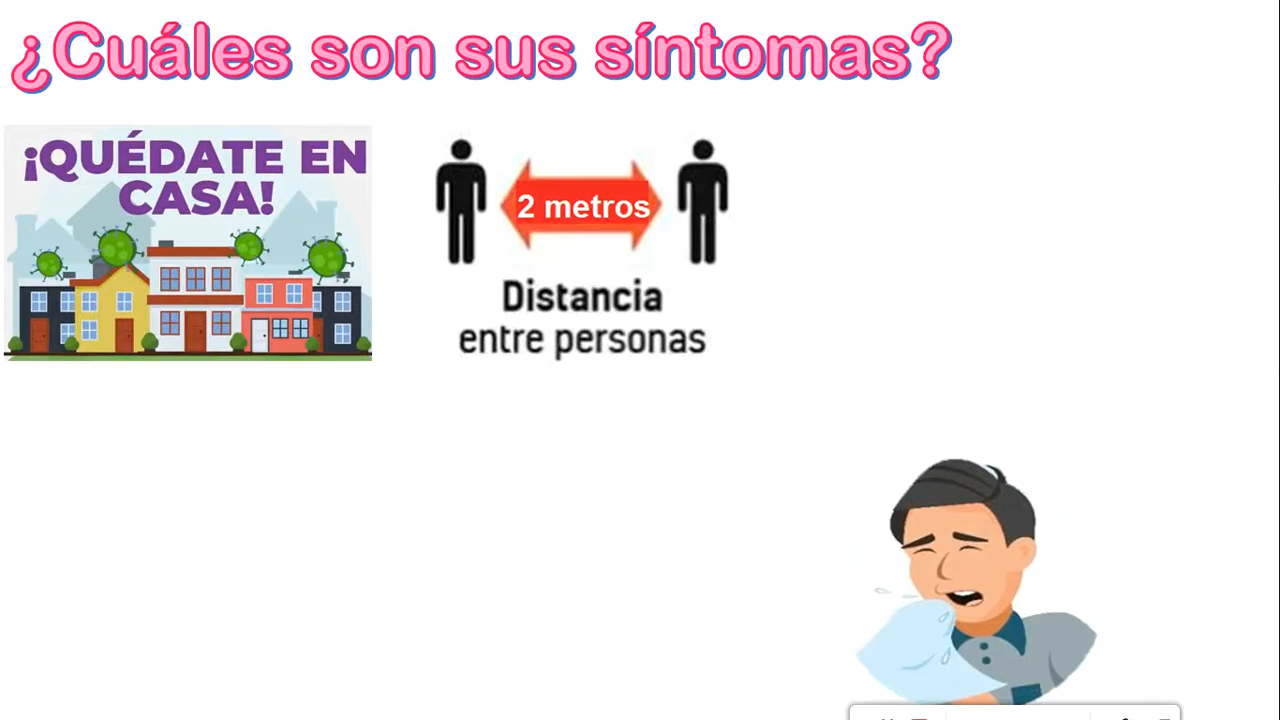 ¿Cuáles son sus síntomas?
¡QUÉDATE EN
CASA!
2 metros
Distancia
entre personas